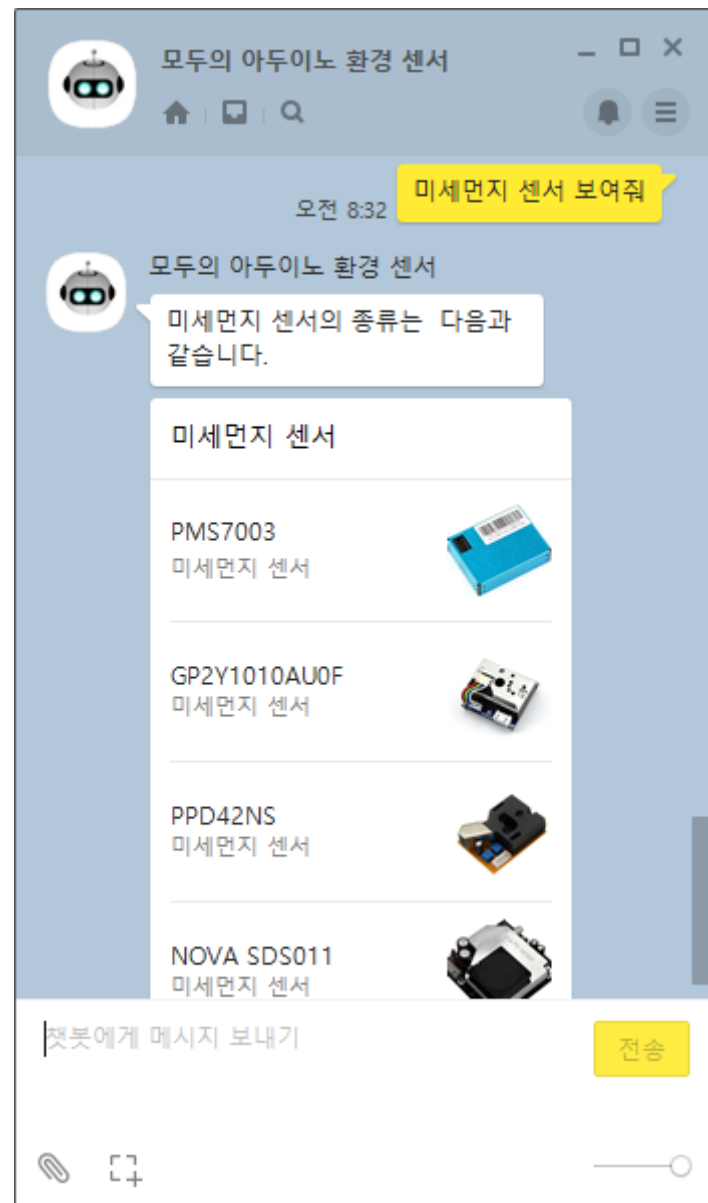 모두의 아두이노 환경 센서
미세먼지 센서 보여줘
오전 8:32
모두의 아두이노 환경 센서
미세먼지 센서의 종류는 다음과
같습니다.
미세먼지 센서
PMS7003
미세먼지 센서
GP2Y1010AU0F
미세먼지 센서
PPD42NS
미세먼지 센서
NOVA SDS011
미세먼지 센서
챗봇에게 메시지 보내기
전송